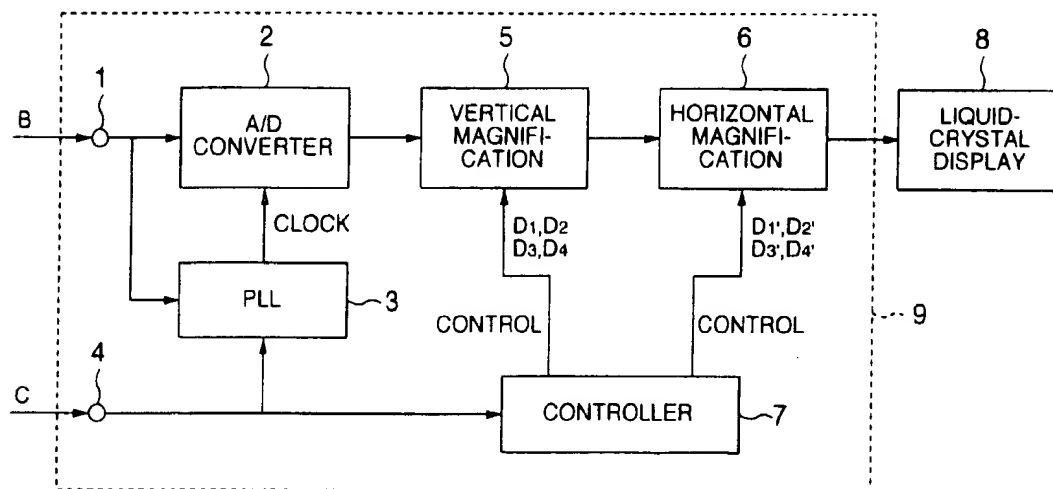 2
5
6
8
1
B
A/D
CONVERTER
VERTICAL
MAGNIFI-
CATION
HORIZONTAL
MAGNIFI-
CATION
LIQUID-
CRYSTAL
DISPLAY
CLOCK
D1,D2
D3,D4
D1',D2'
D3',D4'
PLL
3
CONTROL
CONTROL
9
4
C
CONTROLLER
7